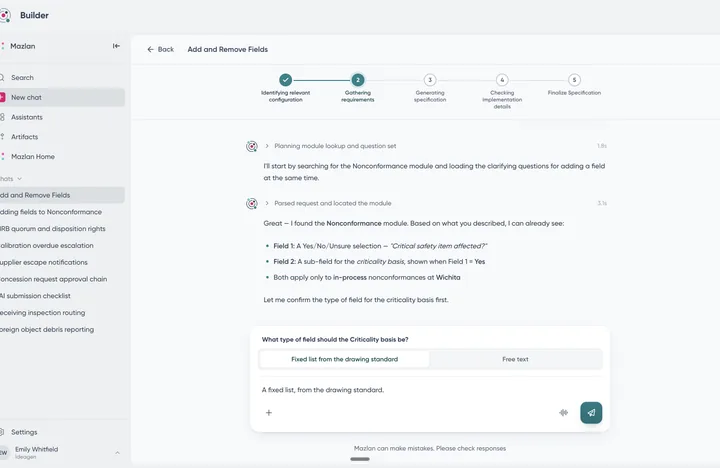 Builder
Mazlan
Search
New chat
Assistants
Artifacts
Mazlan Home
hats
dd and Remove Fields
dding fields to Nonconformance
RB quorum and disposition rights
alibration overdue escalation
upplier escape notifications
oncession request approval chain
AI submission checklist
eceiving inspection routing
oreign object debris reporting
Settings
EW
Emily Whitfield
Ideagen
Back
Add and Remove Fields
2
3
4
5
Identifying relevant
configuration
Gathering
requirements
Generating
specification
Checking
implementation
details
Finalize Specification
Planning module lookup and question set
1.8s
I'll start by searching for the Nonconformance module and loading the clarifying questions for adding a field
at the same time.
Parsed request and located the module
3.1s
Great — I found the Nonconformance module. Based on what you described, I can already see:
• Field 1: A Yes/No/Unsure selection — "Critical safety item affected?"
• Field 2: A sub-field for the criticality basis, shown when Field 1 = Yes
• Both apply only to in-process nonconformances at Wichita
Let me confirm the type of field for the criticality basis first.
What type of field should the Criticality basis be?
Fixed list from the drawing standard
Free text
A fixed list, from the drawing standard.
Mazlan can make mistakes. Please check responses